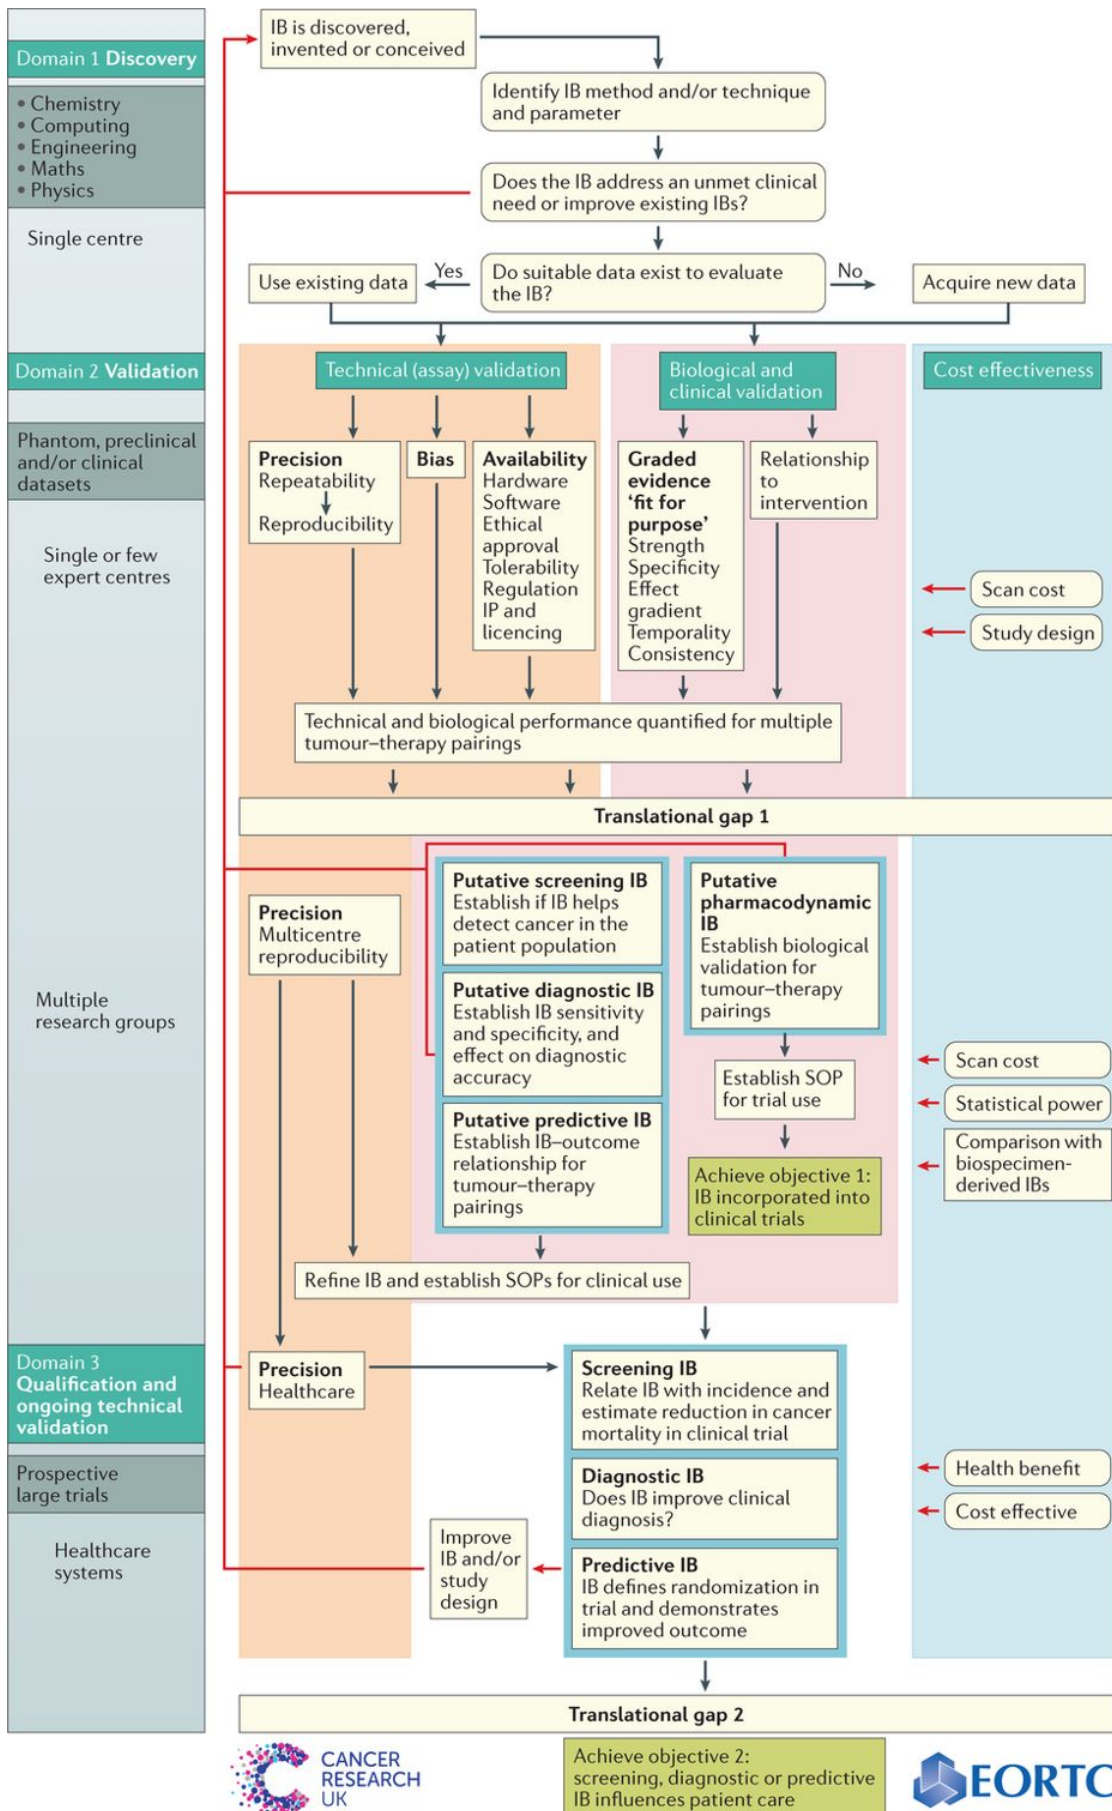 IB is discovered,
invented or conceived
Domain 1 Discovery
• Chemistry
• Computing
• Engineering
• Maths
• Physics
Single centre
Identify IB method and/or technique
and parameter
Does the IB address an unmet clinical
need or improve existing IBs?
Use existing data
Yes
Do suitable data exist to evaluate
the IB?
No
Acquire new data
Domain 2 Validation
Technical (assay) validation
Biological and
clinical validation
Cost effectiveness
Phantom, preclinical
and/or clinical
datasets
Single or few
expert centres
Precision
Repeatability
Reproducibility
Bias
Availability
Hardware
Software
Ethical
approval
Tolerability
Regulation
IP and
licencing
Graded
evidence
‘fit for
purpose’
Strength
Specificity
Effect
gradient
Temporality
Consistency
Relationship
to
intervention
Scan cost
Study design
Technical and biological performance quantified for multiple
tumour–therapy pairings
Translational gap 1
Multiple
research groups
Precision
Multicentre
reproducibility
Putative screening IB
Establish if IB helps
detect cancer in the
patient population
Putative diagnostic IB
Establish IB sensitivity
and specificity, and
effect on diagnostic
accuracy
Putative predictive IB
Establish IB–outcome
relationship for
tumour–therapy
pairings
Putative
pharmacodynamic
IB
Establish biological
validation for
tumour–therapy
pairings
Establish SOP
for trial use
Achieve objective 1:
IB incorporated into
clinical trials
Scan cost
Statistical power
Comparison with
biospecimen-
derived IBs
Refine IB and establish SOPs for clinical use
Domain 3
Qualification and
ongoing technical
validation
Prospective
large trials
Healthcare
systems
Precision
Healthcare
Screening IB
Relate IB with incidence and
estimate reduction in cancer
mortality in clinical trial
Diagnostic IB
Does IB improve clinical
diagnosis?
Predictive IB
IB defines randomization in
trial and demonstrates
improved outcome
Improve
IB and/or
study
design
Health benefit
Cost effective
Translational gap 2
CANCER
RESEARCH
UK
Achieve objective 2:
screening, diagnostic or predictive
IB influences patient care
EORTC